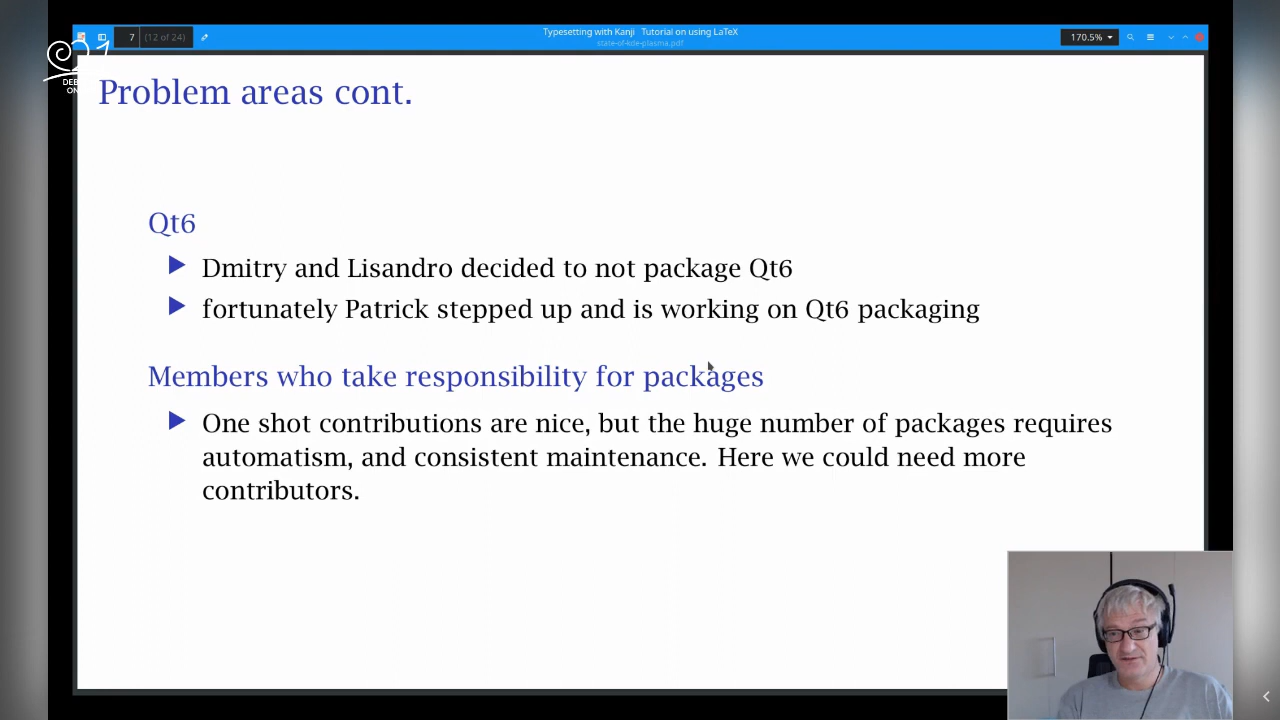 7 (12 of 24)
Typesetting with Kanji Tutorial on using LaTeX
state-of-kde-plasma.pdf
170.5%
Problem areas cont.
Qt6
Dmitry and Lisandro decided to not package Qt6
fortunately Patrick stepped up and is working on Qt6 packaging
Members who take responsibility for packages
One shot contributions are nice, but the huge number of packages requires
automatism, and consistent maintenance. Here we could need more
contributors.